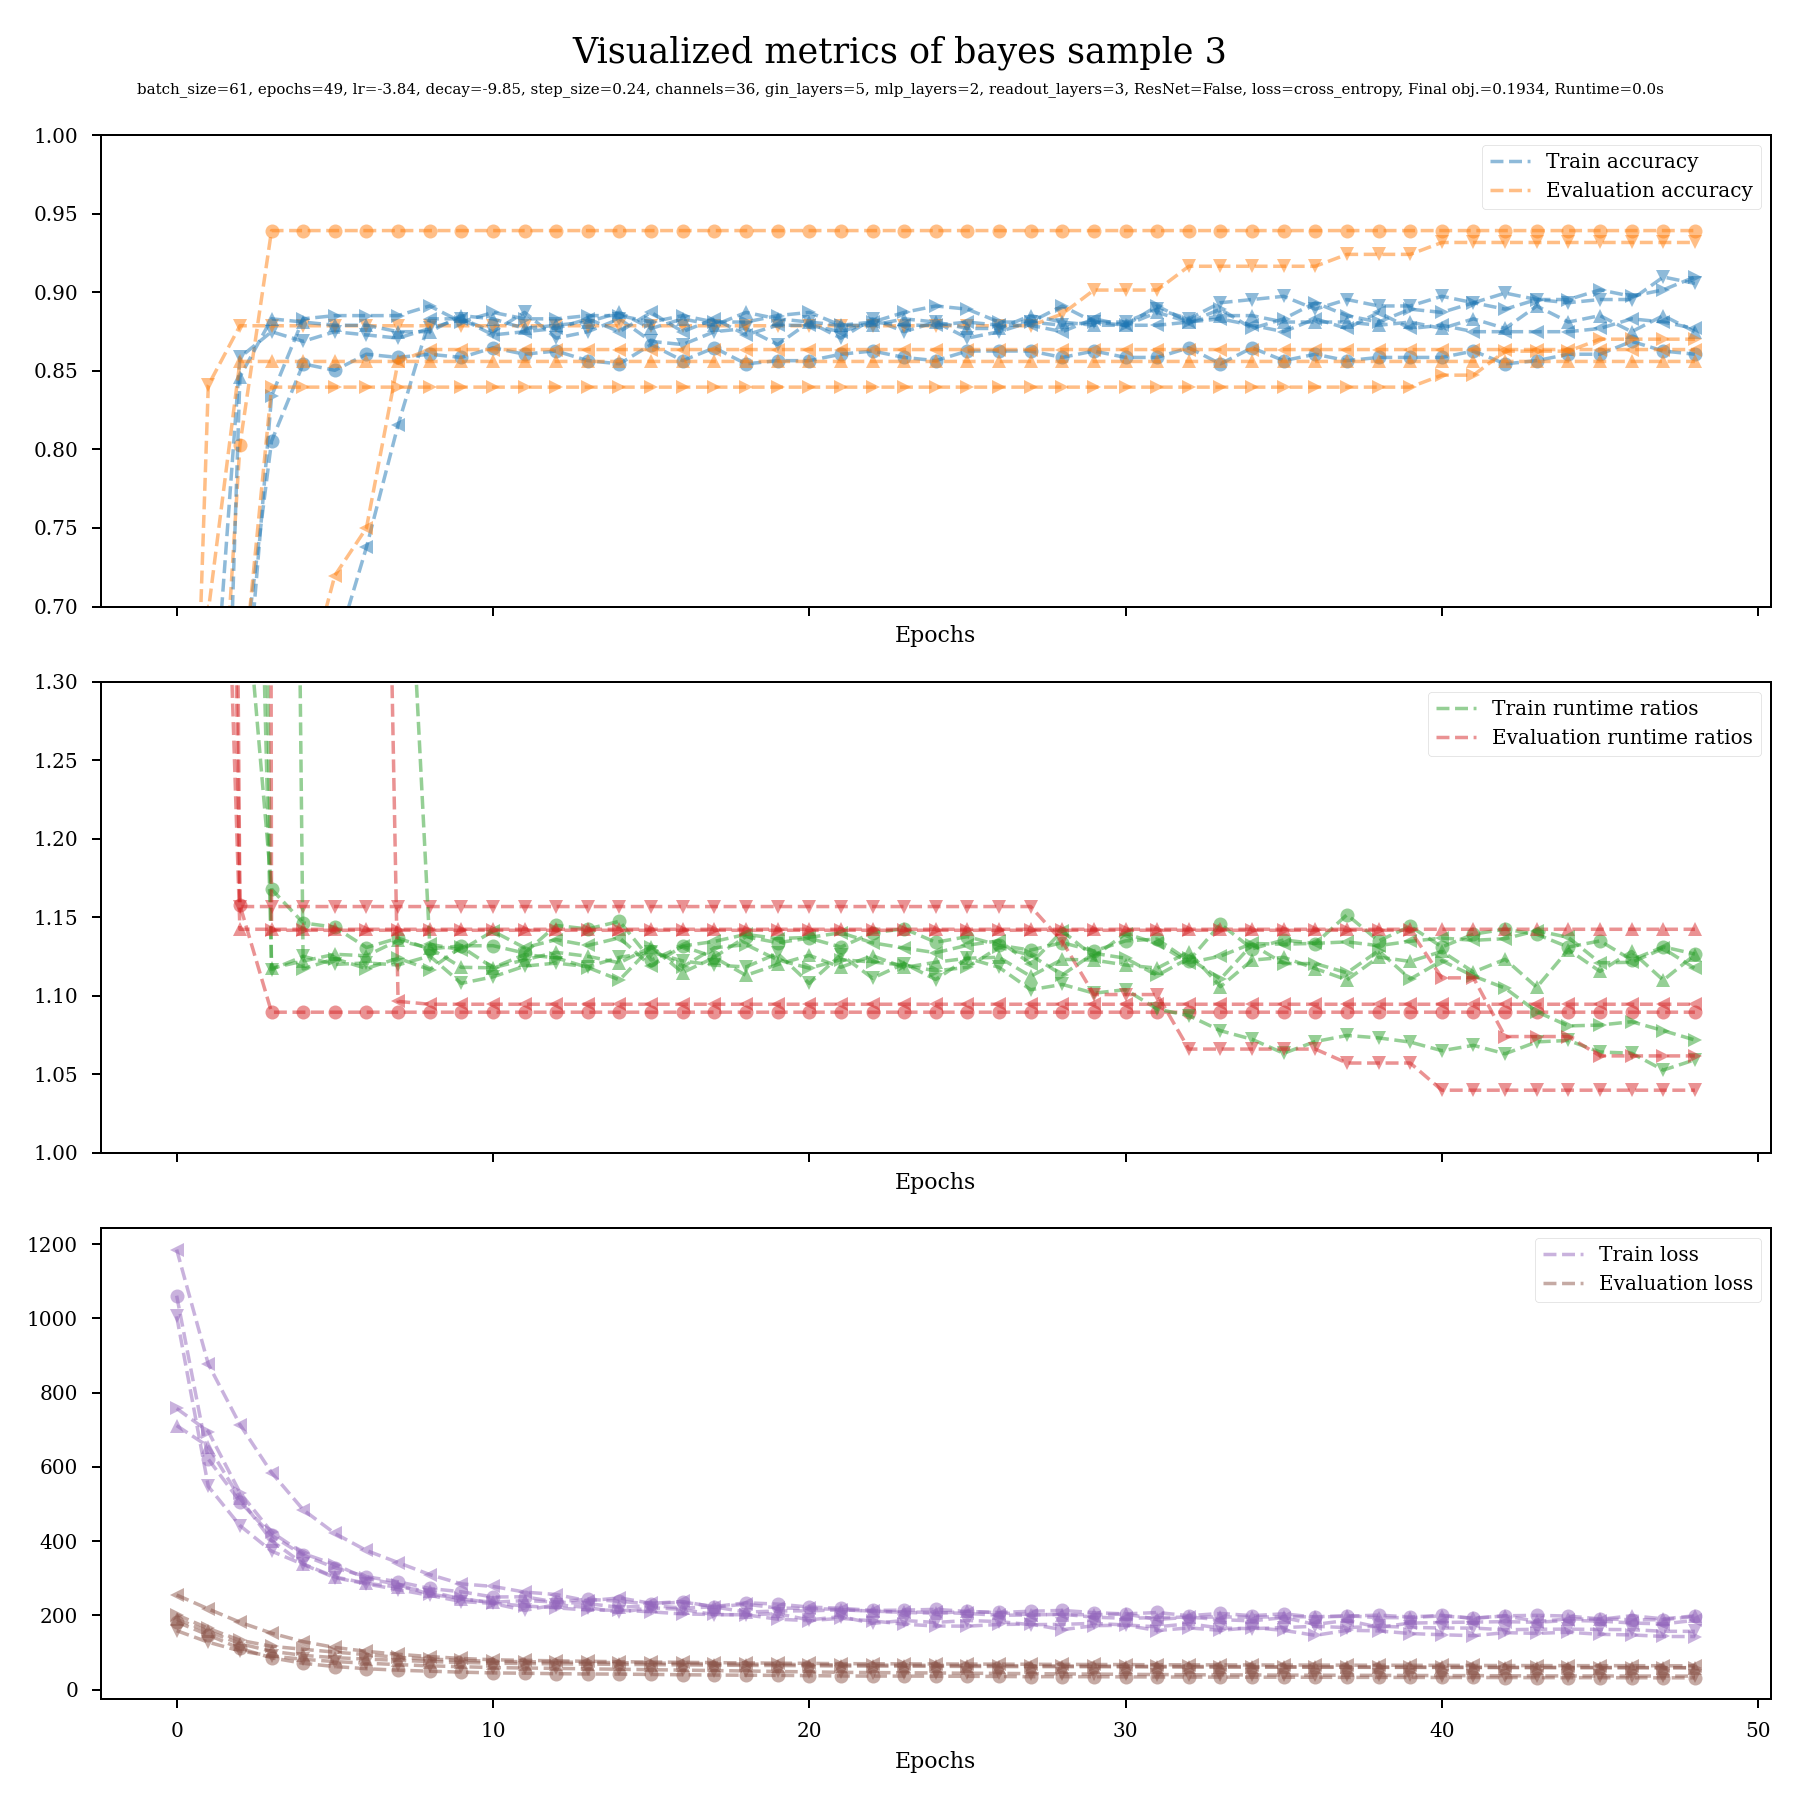 Visualized metrics of bayes sample 3
batch_size=61, epochs=49, lr=-3.84, decay=-9.85, step_size=0.24, channels=36, gin_layers=5, mlp_layers=2, readout_layers=3, ResNet=False, loss=cross_entropy, Final obj.=0.1934, Runtime=0.0s
1.00
0.95
0.90
0.85
0.80
0.75
0.70
Train accuracy
Evaluation accuracy
Epochs
1.30
1.25
1.20
1.15
1.10
1.05
1.00
Train runtime ratios
Evaluation runtime ratios
Epochs
1200
1000
800
600
400
200
0
Train loss
Evaluation loss
0 10 20 30 40 50
Epochs